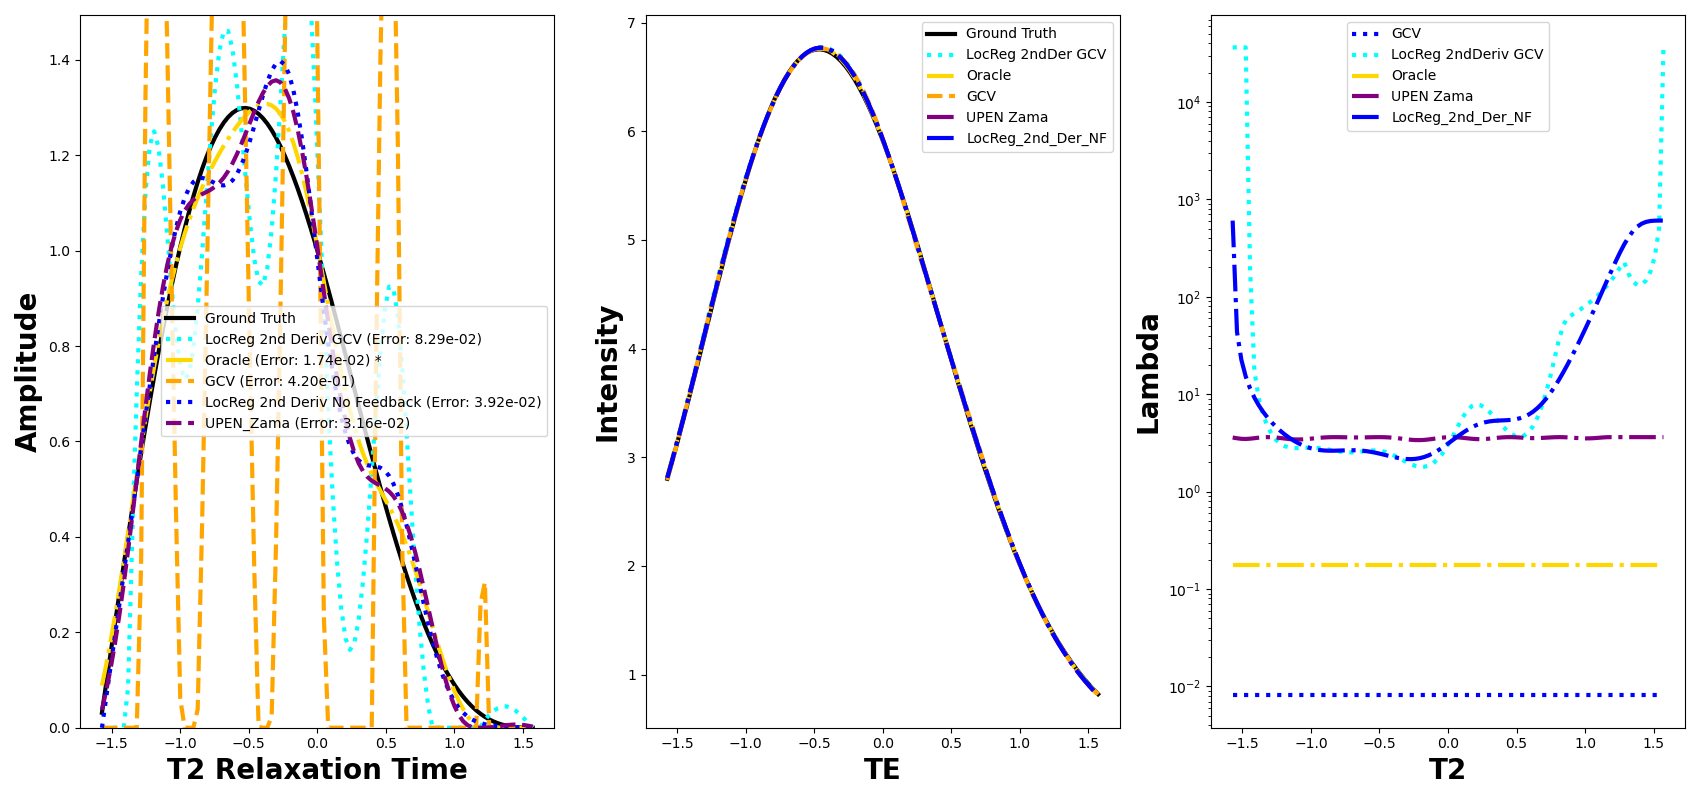 Amplitude
1.4
1.2
1.0
0.8
0.6
0.4
0.2
0.0
Ground Truth
LocReg 2nd Deriv GCV (Error: 8.29e-02)
Oracle (Error: 1.74e-02) *
GCV (Error: 4.20e-01)
LocReg 2nd Deriv No Feedback (Error: 3.92e-02)
UPEN_Zama (Error: 3.16e-02)
−1.5 −1.0 −0.5 0.0 0.5 1.0 1.5
T2 Relaxation Time
Intensity
7
6
5
4
3
2
1
Ground Truth
LocReg 2ndDer GCV
Oracle
GCV
UPEN Zama
LocReg_2nd_Der_NF
−1.5 −1.0 −0.5 0.0 0.5 1.0 1.5
TE
Lambda
10^4
10^3
10^2
10^1
10^0
10^−1
10^−2
GCV
LocReg 2ndDeriv GCV
Oracle
UPEN Zama
LocReg_2nd_Der_NF
−1.5 −1.0 −0.5 0.0 0.5 1.0 1.5
T2